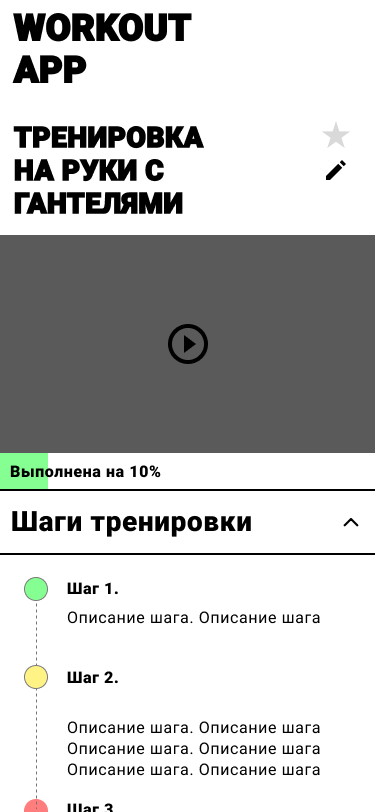 WORKOUT
APP
ТРЕНИРОВКА
НА РУКИ С
ГАНТЕЛЯМИ
Выполнена на 10%
Шаги тренировки
Шаг 1.
Описание шага. Описание шага
Шаг 2.
Описание шага. Описание шага
Описание шага. Описание шага
Описание шага. Описание шага
Шаг 3.